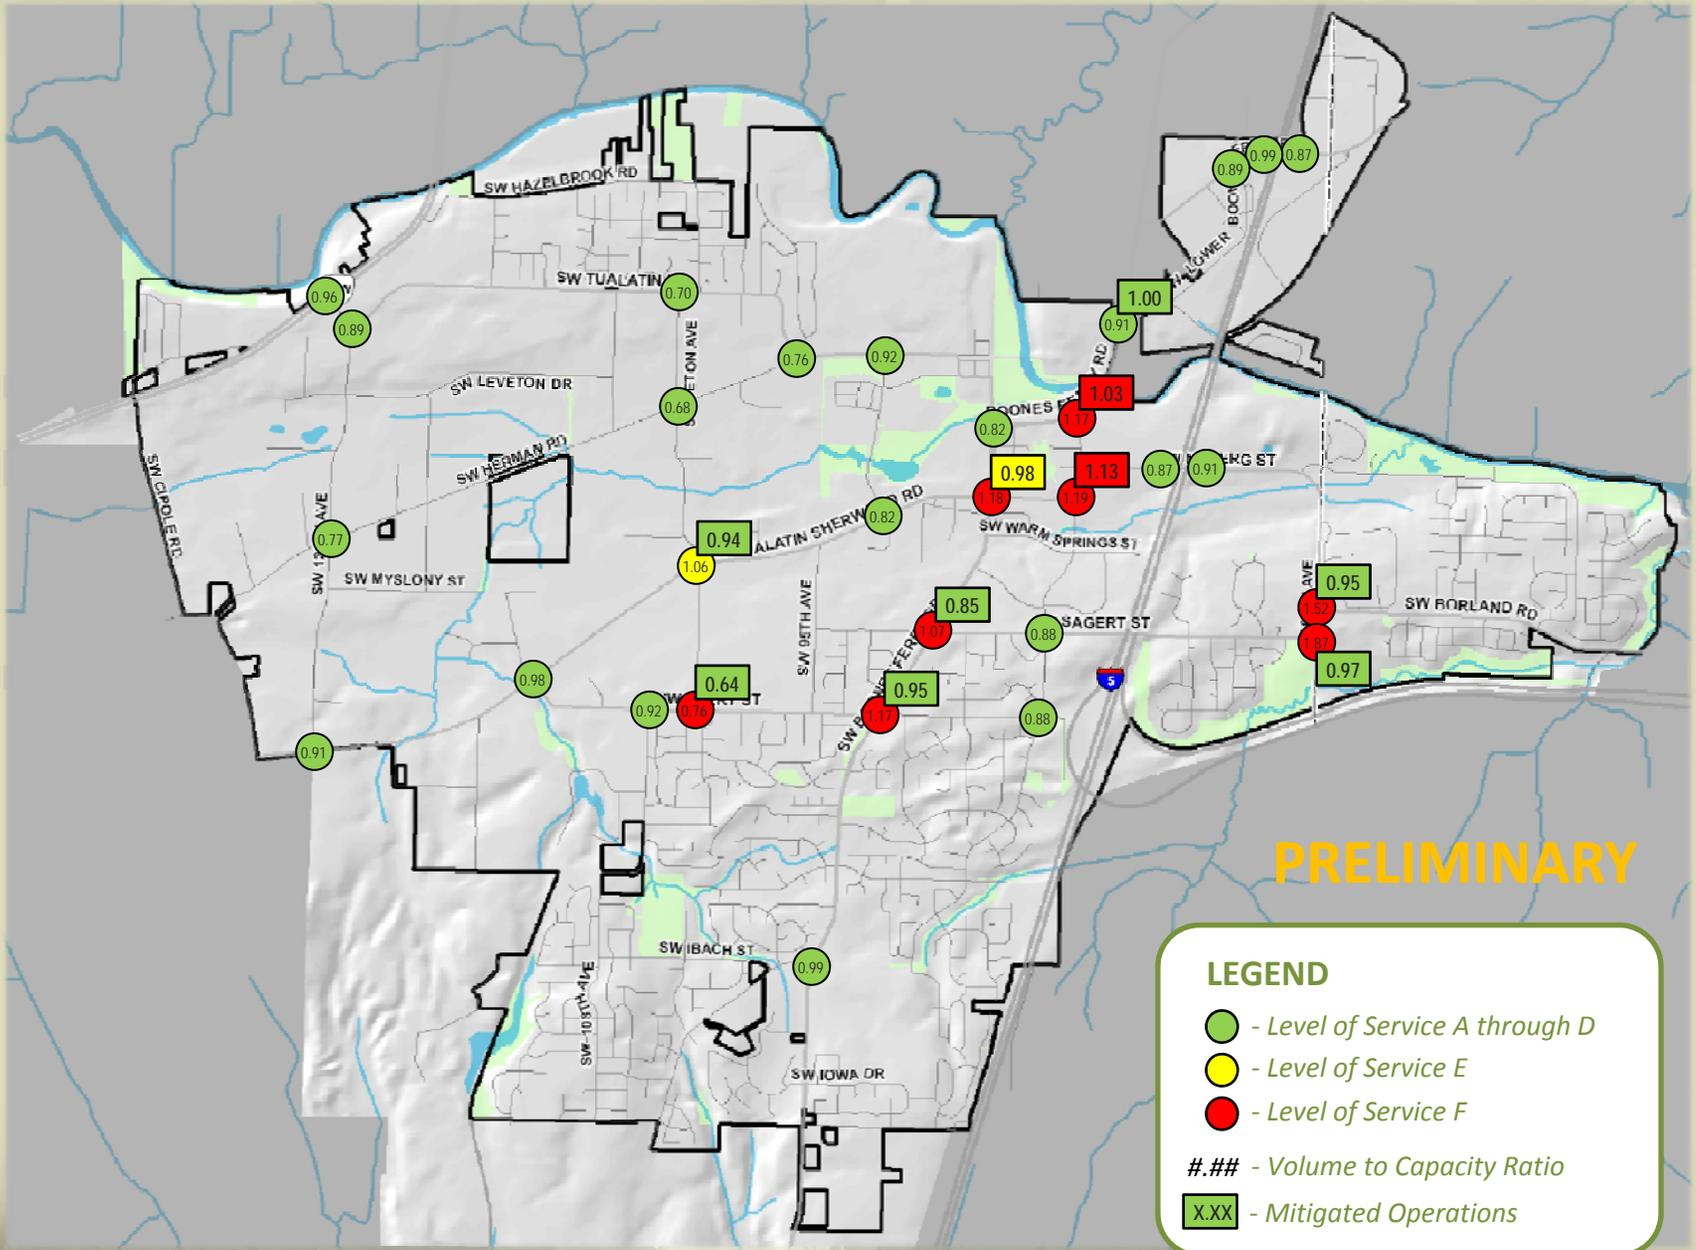 0.89
0.99
0.87
SW HAZELBROOK RD
LOWER
SW TUALATIN
0.96
0.70
1.00
0.91
0.89
0.76
0.92
SW LEVETON DR
RD
1.03
0.68
1.17
0.82
SW HERMAN RD
SW CIPOLE RD
0.98
1.13
0.87
0.91
1.18
1.19
0.82
SW WARM SPRINGS ST
0.77
0.94
1.06
SW MYSLONY ST
0.95
0.85
1.52
SW BORLAND RD
SW 95TH AVE
1.07
0.88
SAGERT ST
1.87
0.97
0.98
0.64
0.95
5
0.92
0.76
1.17
0.88
0.91
PRELIMINARY
SW IBACH ST
0.99
SW 108TH AVE
SW IOWA DR
LEGEND
- Level of Service A through D
- Level of Service E
- Level of Service F
#.## - Volume to Capacity Ratio
X.XX - Mitigated Operations